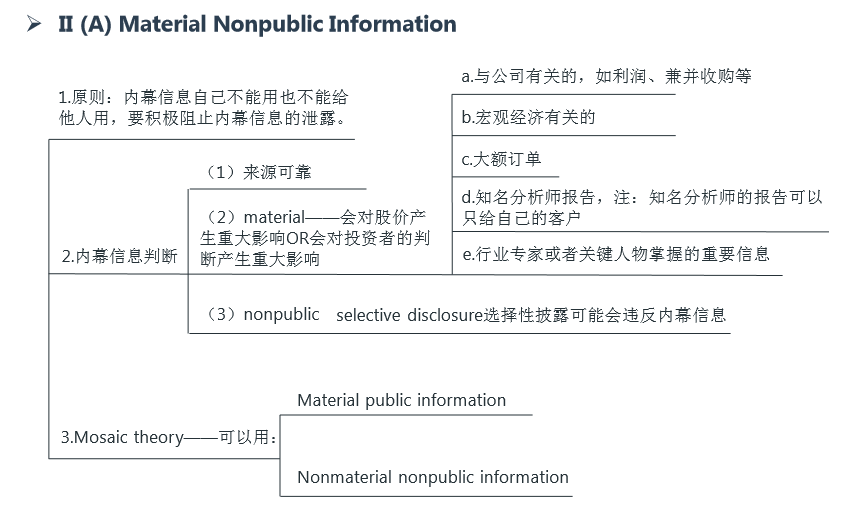 ➢ II (A) Material Nonpublic Information
1.原则：内幕信息自己不能用也不能给
他人用，要积极阻止内幕信息的泄露。
2.内幕信息判断
（1）来源可靠
（2）material——会对股价产
生重大影响OR会对投资者的判
断产生重大影响
a.与公司有关的，如利润、兼并收购等
b.宏观经济有关的
c.大额订单
d.知名分析师报告，注：知名分析师的报告可以
只给自己的客户
e.行业专家或者关键人物掌握的重要信息
（3）nonpublic selective disclosure选择性披露可能会违反内幕信息
3.Mosaic theory——可以用：
Material public information
Nonmaterial nonpublic information